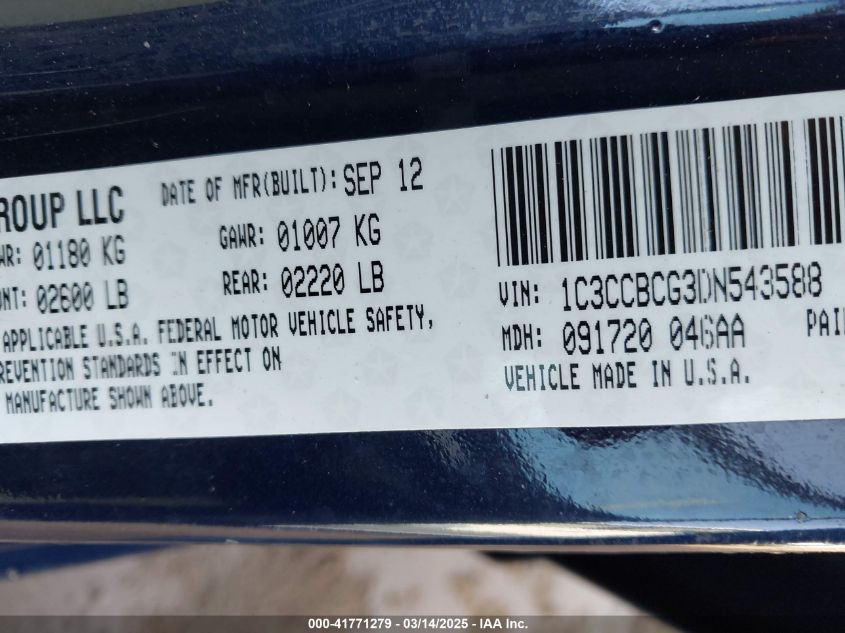 ROUP LLC
DATE OF MFR(BUILT): SEP 12
WR: 01180 KG
GAWR: 01007 KG
NT: 02600 LB
REAR: 02220 LB
APPLICABLE U.S.A. FEDERAL MOTOR VEHICLE SAFETY,
REVENTION STANDARDS IN EFFECT ON
MANUFACTURE SHOWN ABOVE.
VIN: 1C3CCBCG3DN543588
MDH: 091720 046AA
PAI
VEHICLE MADE IN U.S.A.
000-41771279 - 03/14/2025 - IAA Inc.